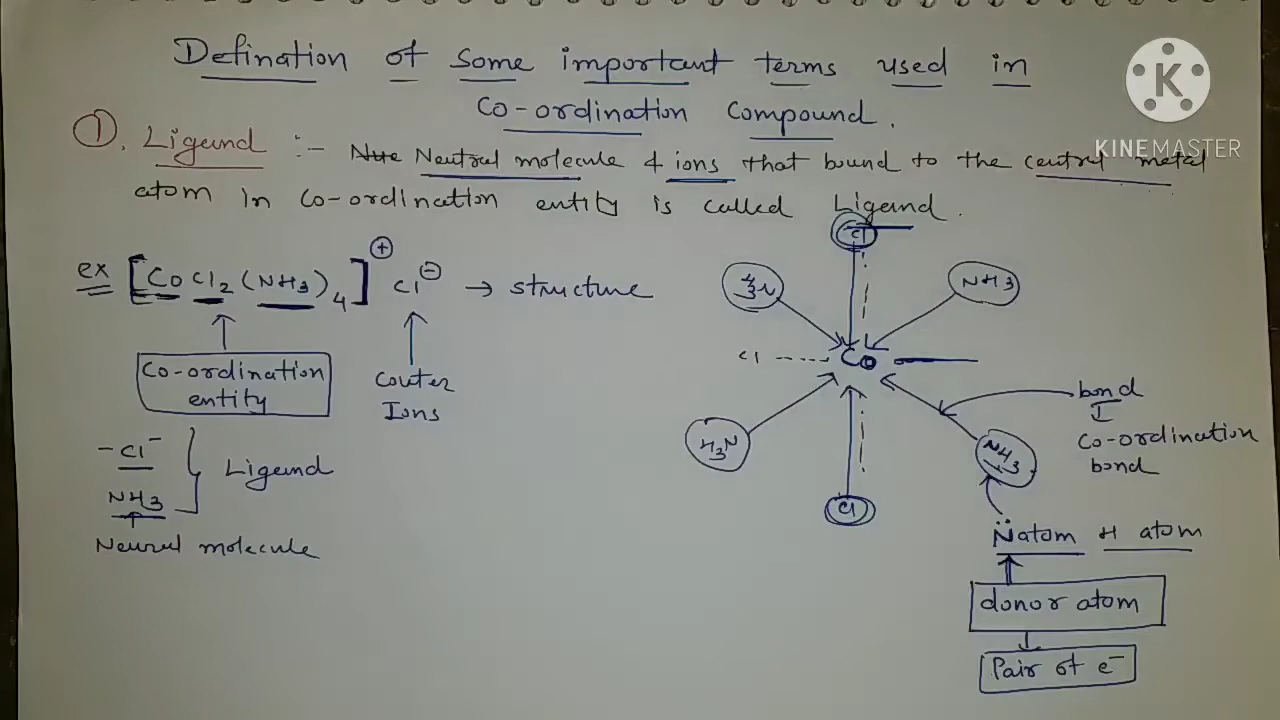 Defination of Some important terms used in
Co-ordination Compound.
K
KINEMASTER
①. Ligand :- Neutral molecule & ions that bound to the central metal
atom in Co-ordination entity is called Ligand.
ex [CoCl2(NH3)4]⊕ Cl⊖ → structure
Co-ordination
entity
Couter
Ions
-Cl⁻
NH3
Ligand
Neural molecule
Cl
NH3
Cl
Co
H3N
NH3
Cl
bond
Co-ordination
bond
N̈ atom H atom
donor atom
Pair of e⁻